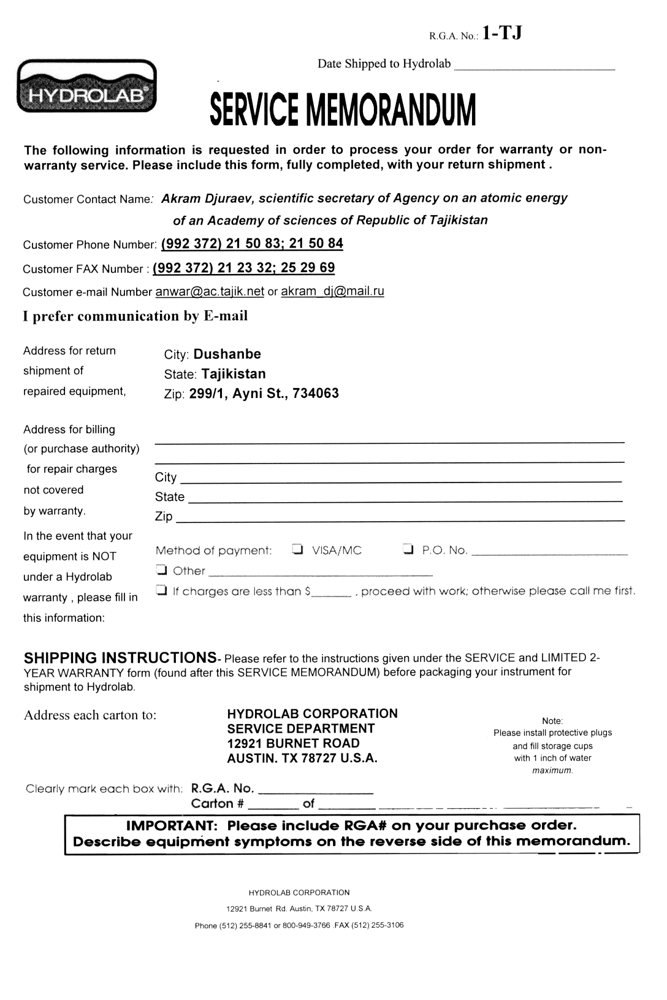 R.G.A. No.: 1-TJ
Date Shipped to Hydrolab
HYDROLAB®
SERVICE MEMORANDUM
The following information is requested in order to process your order for warranty or non-
warranty service. Please include this form, fully completed, with your return shipment .
Customer Contact Name: Akram Djuraev, scientific secretary of Agency on an atomic energy
of an Academy of sciences of Republic of Tajikistan
Customer Phone Number: (992 372) 21 50 83; 21 50 84
Customer FAX Number : (992 372) 21 23 32; 25 29 69
Customer e-mail Number anwar@ac.tajik.net or akram_dj@mail.ru
I prefer communication by E-mail
Address for return
shipment of
repaired equipment,
City: Dushanbe
State: Tajikistan
Zip: 299/1, Ayni St., 734063
Address for billing
(or purchase authority)
for repair charges
not covered
by warranty.
City
State
Zip
In the event that your
equipment is NOT
under a Hydrolab
warranty , please fill in
this information:
Method of payment: VISA/MC P.O. No.
Other
If charges are less than $______ , proceed with work; otherwise please call me first.
SHIPPING INSTRUCTIONS- Please refer to the instructions given under the SERVICE and LIMITED 2-
YEAR WARRANTY form (found after this SERVICE MEMORANDUM) before packaging your instrument for
shipment to Hydrolab.
Address each carton to:
HYDROLAB CORPORATION
SERVICE DEPARTMENT
12921 BURNET ROAD
AUSTIN. TX 78727 U.S.A.
Note:
Please install protective plugs
and fill storage cups
with 1 inch of water
maximum.
Clearly mark each box with: R.G.A. No.
Carton # ______ of ______
IMPORTANT: Please include RGA# on your purchase order.
Describe equipment symptoms on the reverse side of this memorandum.
HYDROLAB CORPORATION
12921 Burnet Rd. Austin, TX 78727 U.S.A.
Phone (512) 255-8841 or 800-949-3766 .FAX (512) 255-3106